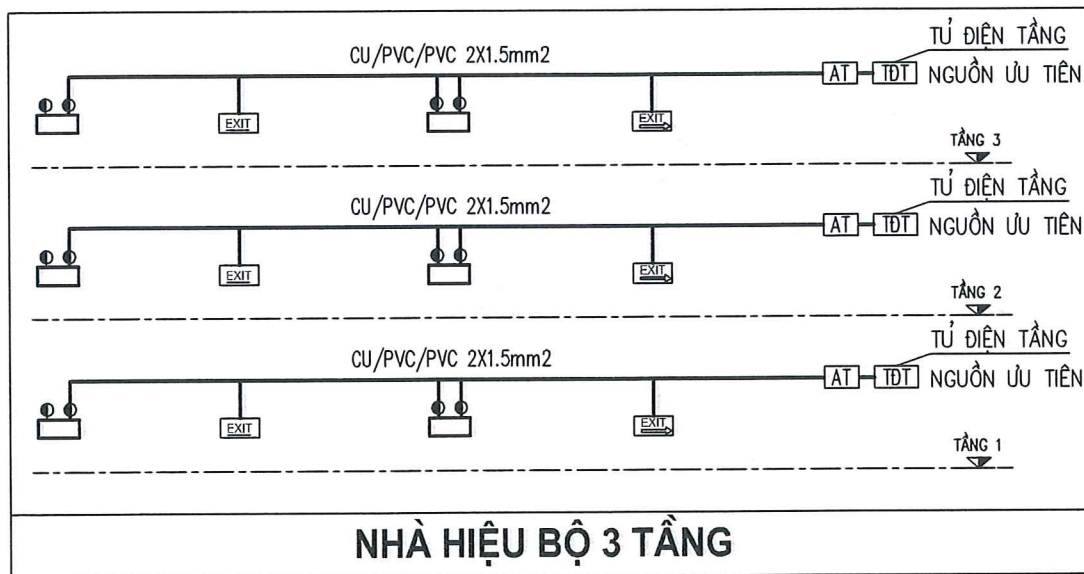 TỦ ĐIỆN TẦNG
CU/PVC/PVC 2X1.5mm2
AT TĐT NGUỒN ƯU TIÊN
EXIT EXIT
TẦNG 3
TỦ ĐIỆN TẦNG
CU/PVC/PVC 2X1.5mm2
AT TĐT NGUỒN ƯU TIÊN
EXIT EXIT
TẦNG 2
TỦ ĐIỆN TẦNG
CU/PVC/PVC 2X1.5mm2
AT TĐT NGUỒN ƯU TIÊN
EXIT EXIT
TẦNG 1
NHÀ HIỆU BỘ 3 TẦNG